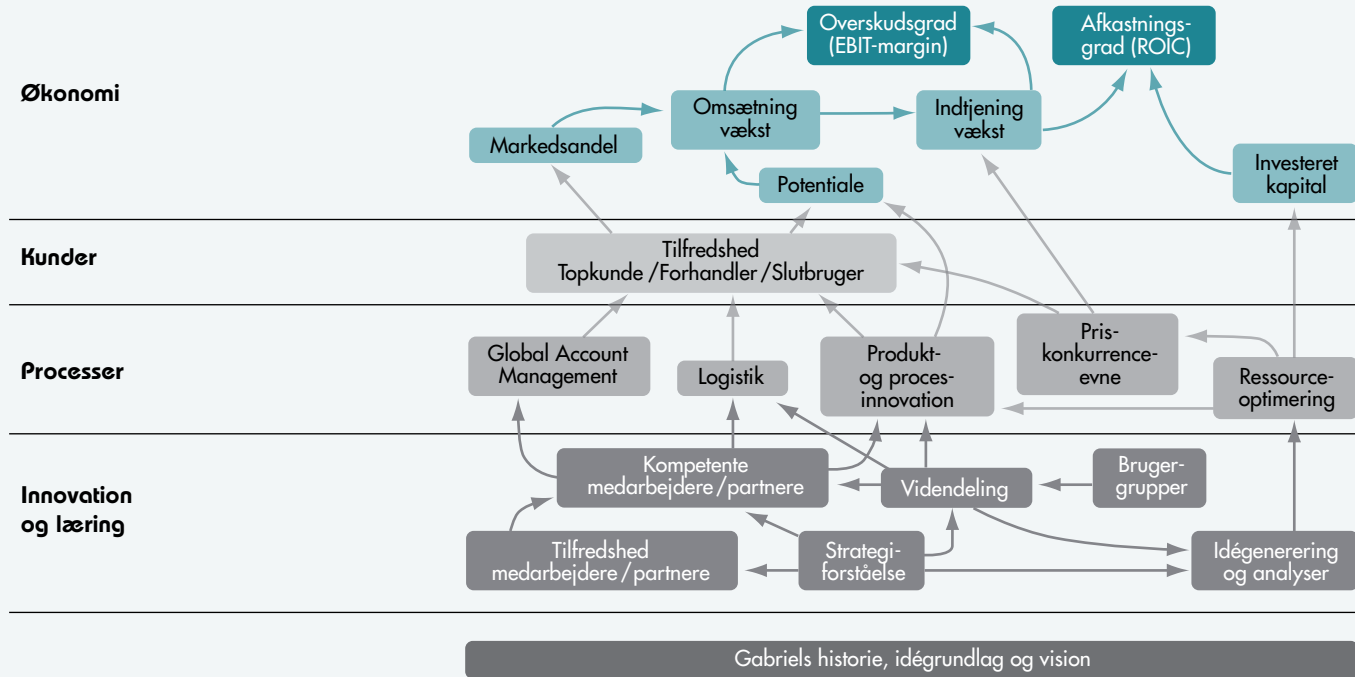 Økonomi
Overskudsgrad
(EBIT-margin)
Afkastnings-
grad (ROIC)
Omsætning
vækst
Indtjening
vækst
Markedsandel
Potentiale
Investeret
kapital
Kunder
Tilfredshed
Topkunde / Forhandler / Slutbruger
Processer
Global Account
Management
Logistik
Produkt-
og proces-
innovation
Pris-
konkurrence-
evne
Ressource-
optimering
Innovation
og læring
Kompetente
medarbejdere / partnere
Videndeling
Bruger-
grupper
Tilfredshed
medarbejdere / partnere
Strategi-
forståelse
Idégenerering
og analyser
Gabriels historie, idégrundlag og vision